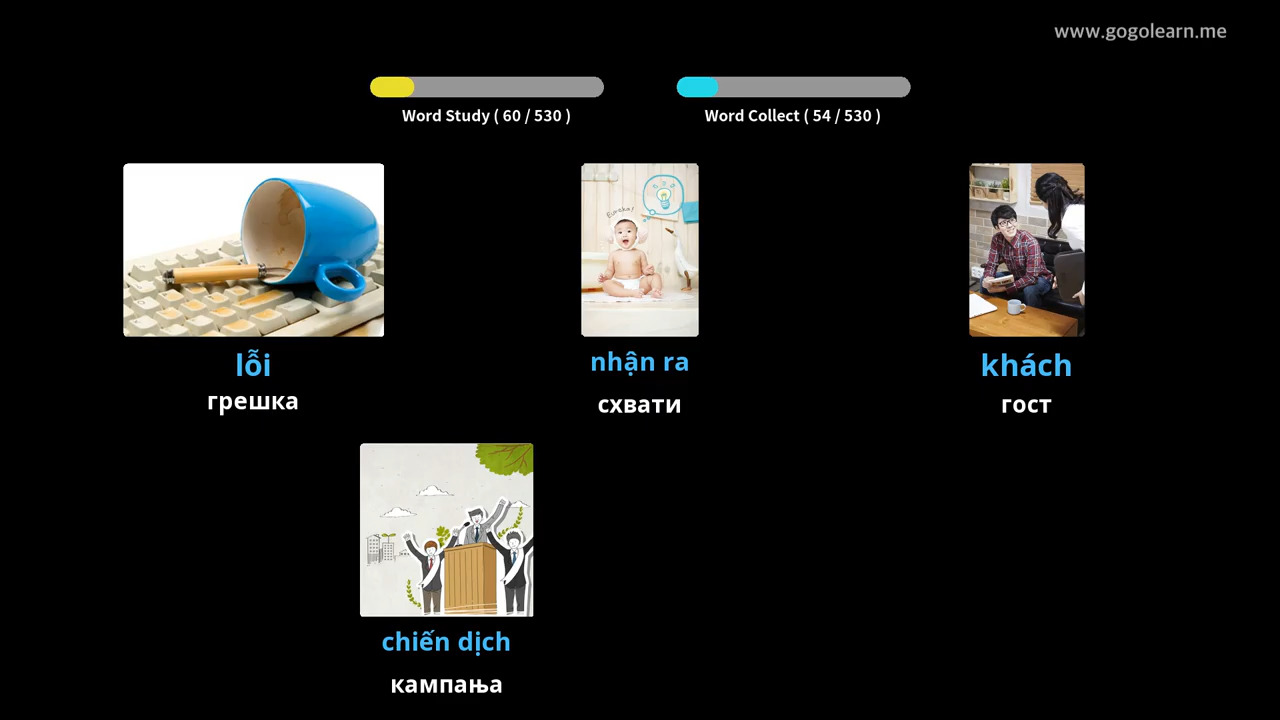 www.gogolearn.me
Word Study ( 60 / 530 )
Word Collect ( 54 / 530 )
Eureka!
lỗi
nhận ra
khách
грешка
схвати
гост
chiến dịch
кампања